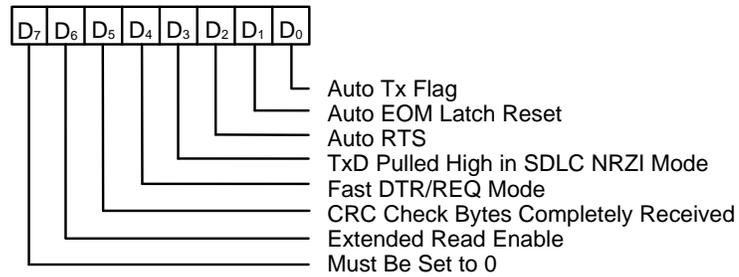 D7 D6 D5 D4 D3 D2 D1 D0
Auto Tx Flag
Auto EOM Latch Reset
Auto RTS
TxD Pulled High in SDLC NRZI Mode
Fast DTR/REQ Mode
CRC Check Bytes Completely Received
Extended Read Enable
Must Be Set to 0